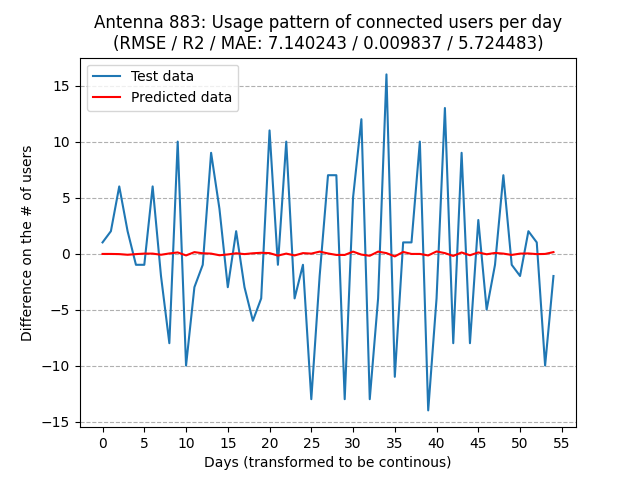 Antenna 883: Usage pattern of connected users per day
(RMSE / R2 / MAE: 7.140243 / 0.009837 / 5.724483)
Test data
Predicted data
Difference on the # of users
15
10
5
0
−5
−10
−15
0 5 10 15 20 25 30 35 40 45 50 55
Days (transformed to be continous)